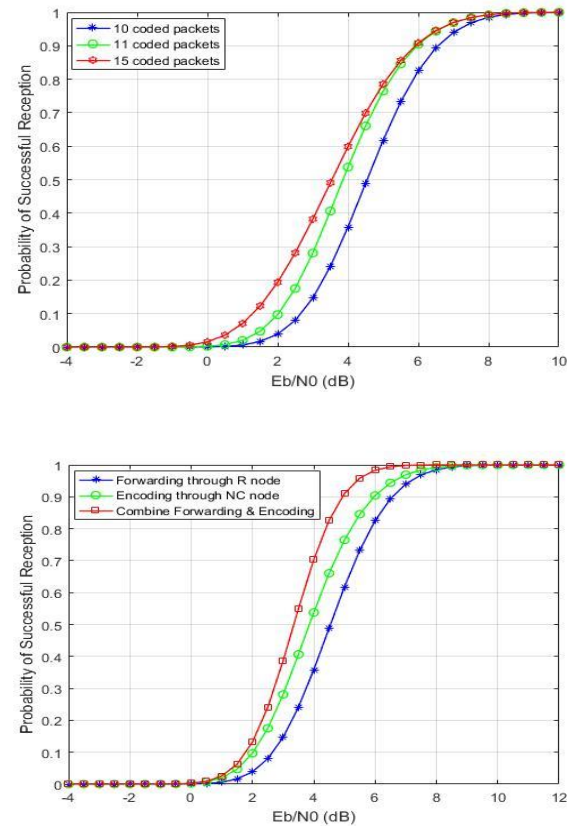 1
0.9
0.8
0.7
0.6
0.5
0.4
0.3
0.2
0.1
0
Probability of Successful Reception
10 coded packets
11 coded packets
15 coded packets
-4 -2 0 2 4 6 8 10
Eb/N0 (dB)
1
0.9
0.8
0.7
0.6
0.5
0.4
0.3
0.2
0.1
0
Probability of Successful Reception
Forwarding through R node
Encoding through NC node
Combine Forwarding & Encoding
-4 -2 0 2 4 6 8 10 12
Eb/N0 (dB)